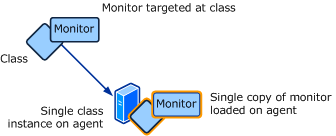 Monitor targeted at class
Monitor
Class
Single class
instance on agent
Monitor
Single copy of monitor
loaded on agent